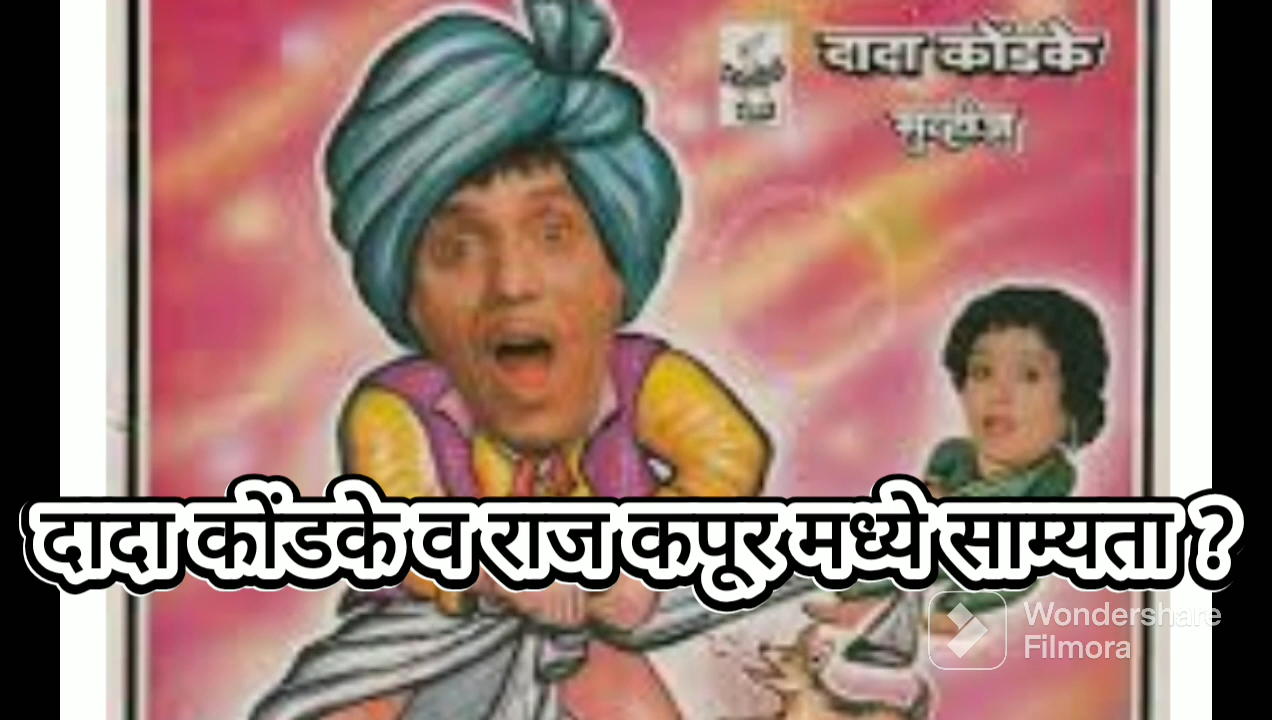 दादा कोंडके
मुव्हीज
दादा कोंडके व राज कपूर मध्ये साम्यता ?
Wondershare
Filmora